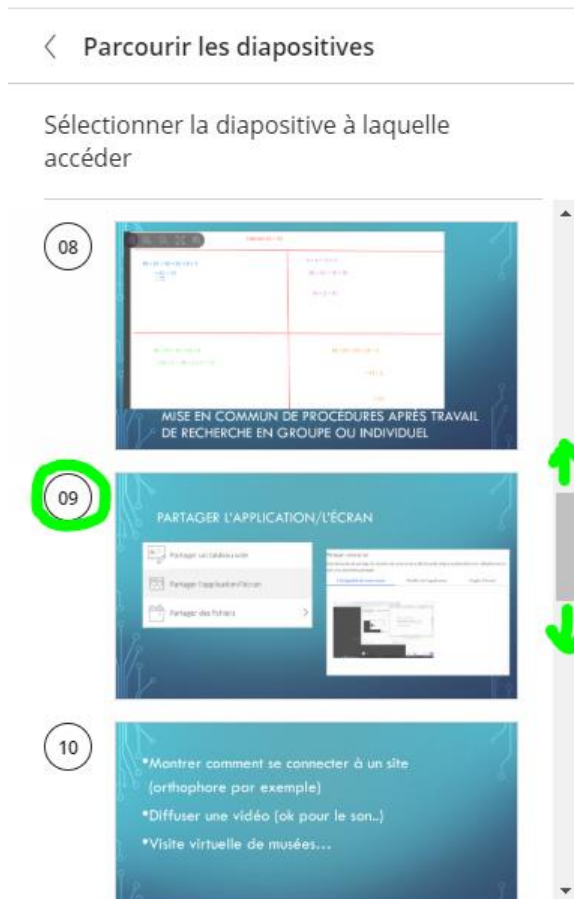 Parcourir les diapositives
Sélectionner la diapositive à laquelle
accéder
08
MISE EN COMMUN DE PROCÉDURES APRÈS TRAVAIL
DE RECHERCHE EN GROUPE OU INDIVIDUEL
09
PARTAGER L'APPLICATION/L'ÉCRAN
Partager un tableau vide
Partager l'application/l'écran
Partager des fichiers
10
•Montrer comment se connecter à un site
(orthophore par exemple)
•Diffuser une vidéo (ok pour le son..)
•Visite virtuelle de musées...